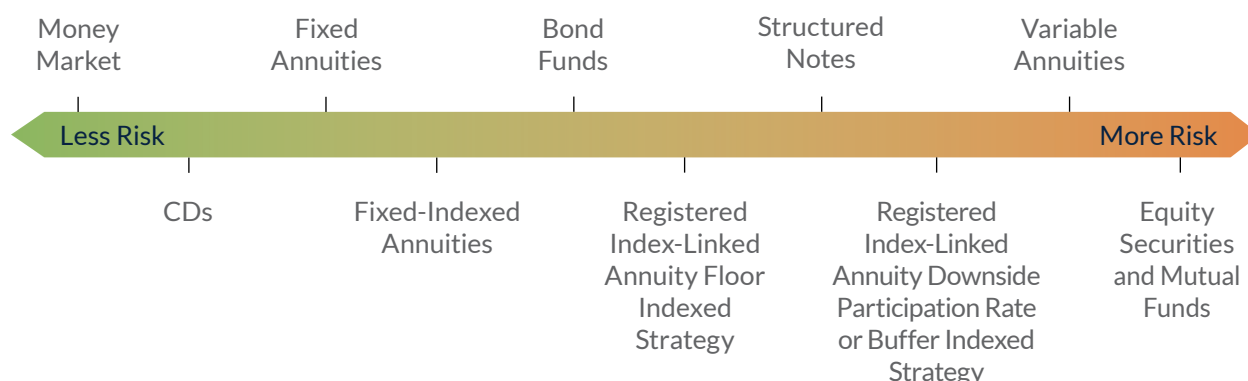 Money
Market
Fixed
Annuities
Bond
Funds
Structured
Notes
Variable
Annuities
Less Risk
More Risk
CDs
Fixed-Indexed
Annuities
Registered
Index-Linked
Annuity Floor
Indexed
Strategy
Registered
Index-Linked
Annuity Downside
Participation Rate
or Buffer Indexed
Strategy
Equity
Securities
and Mutual
Funds